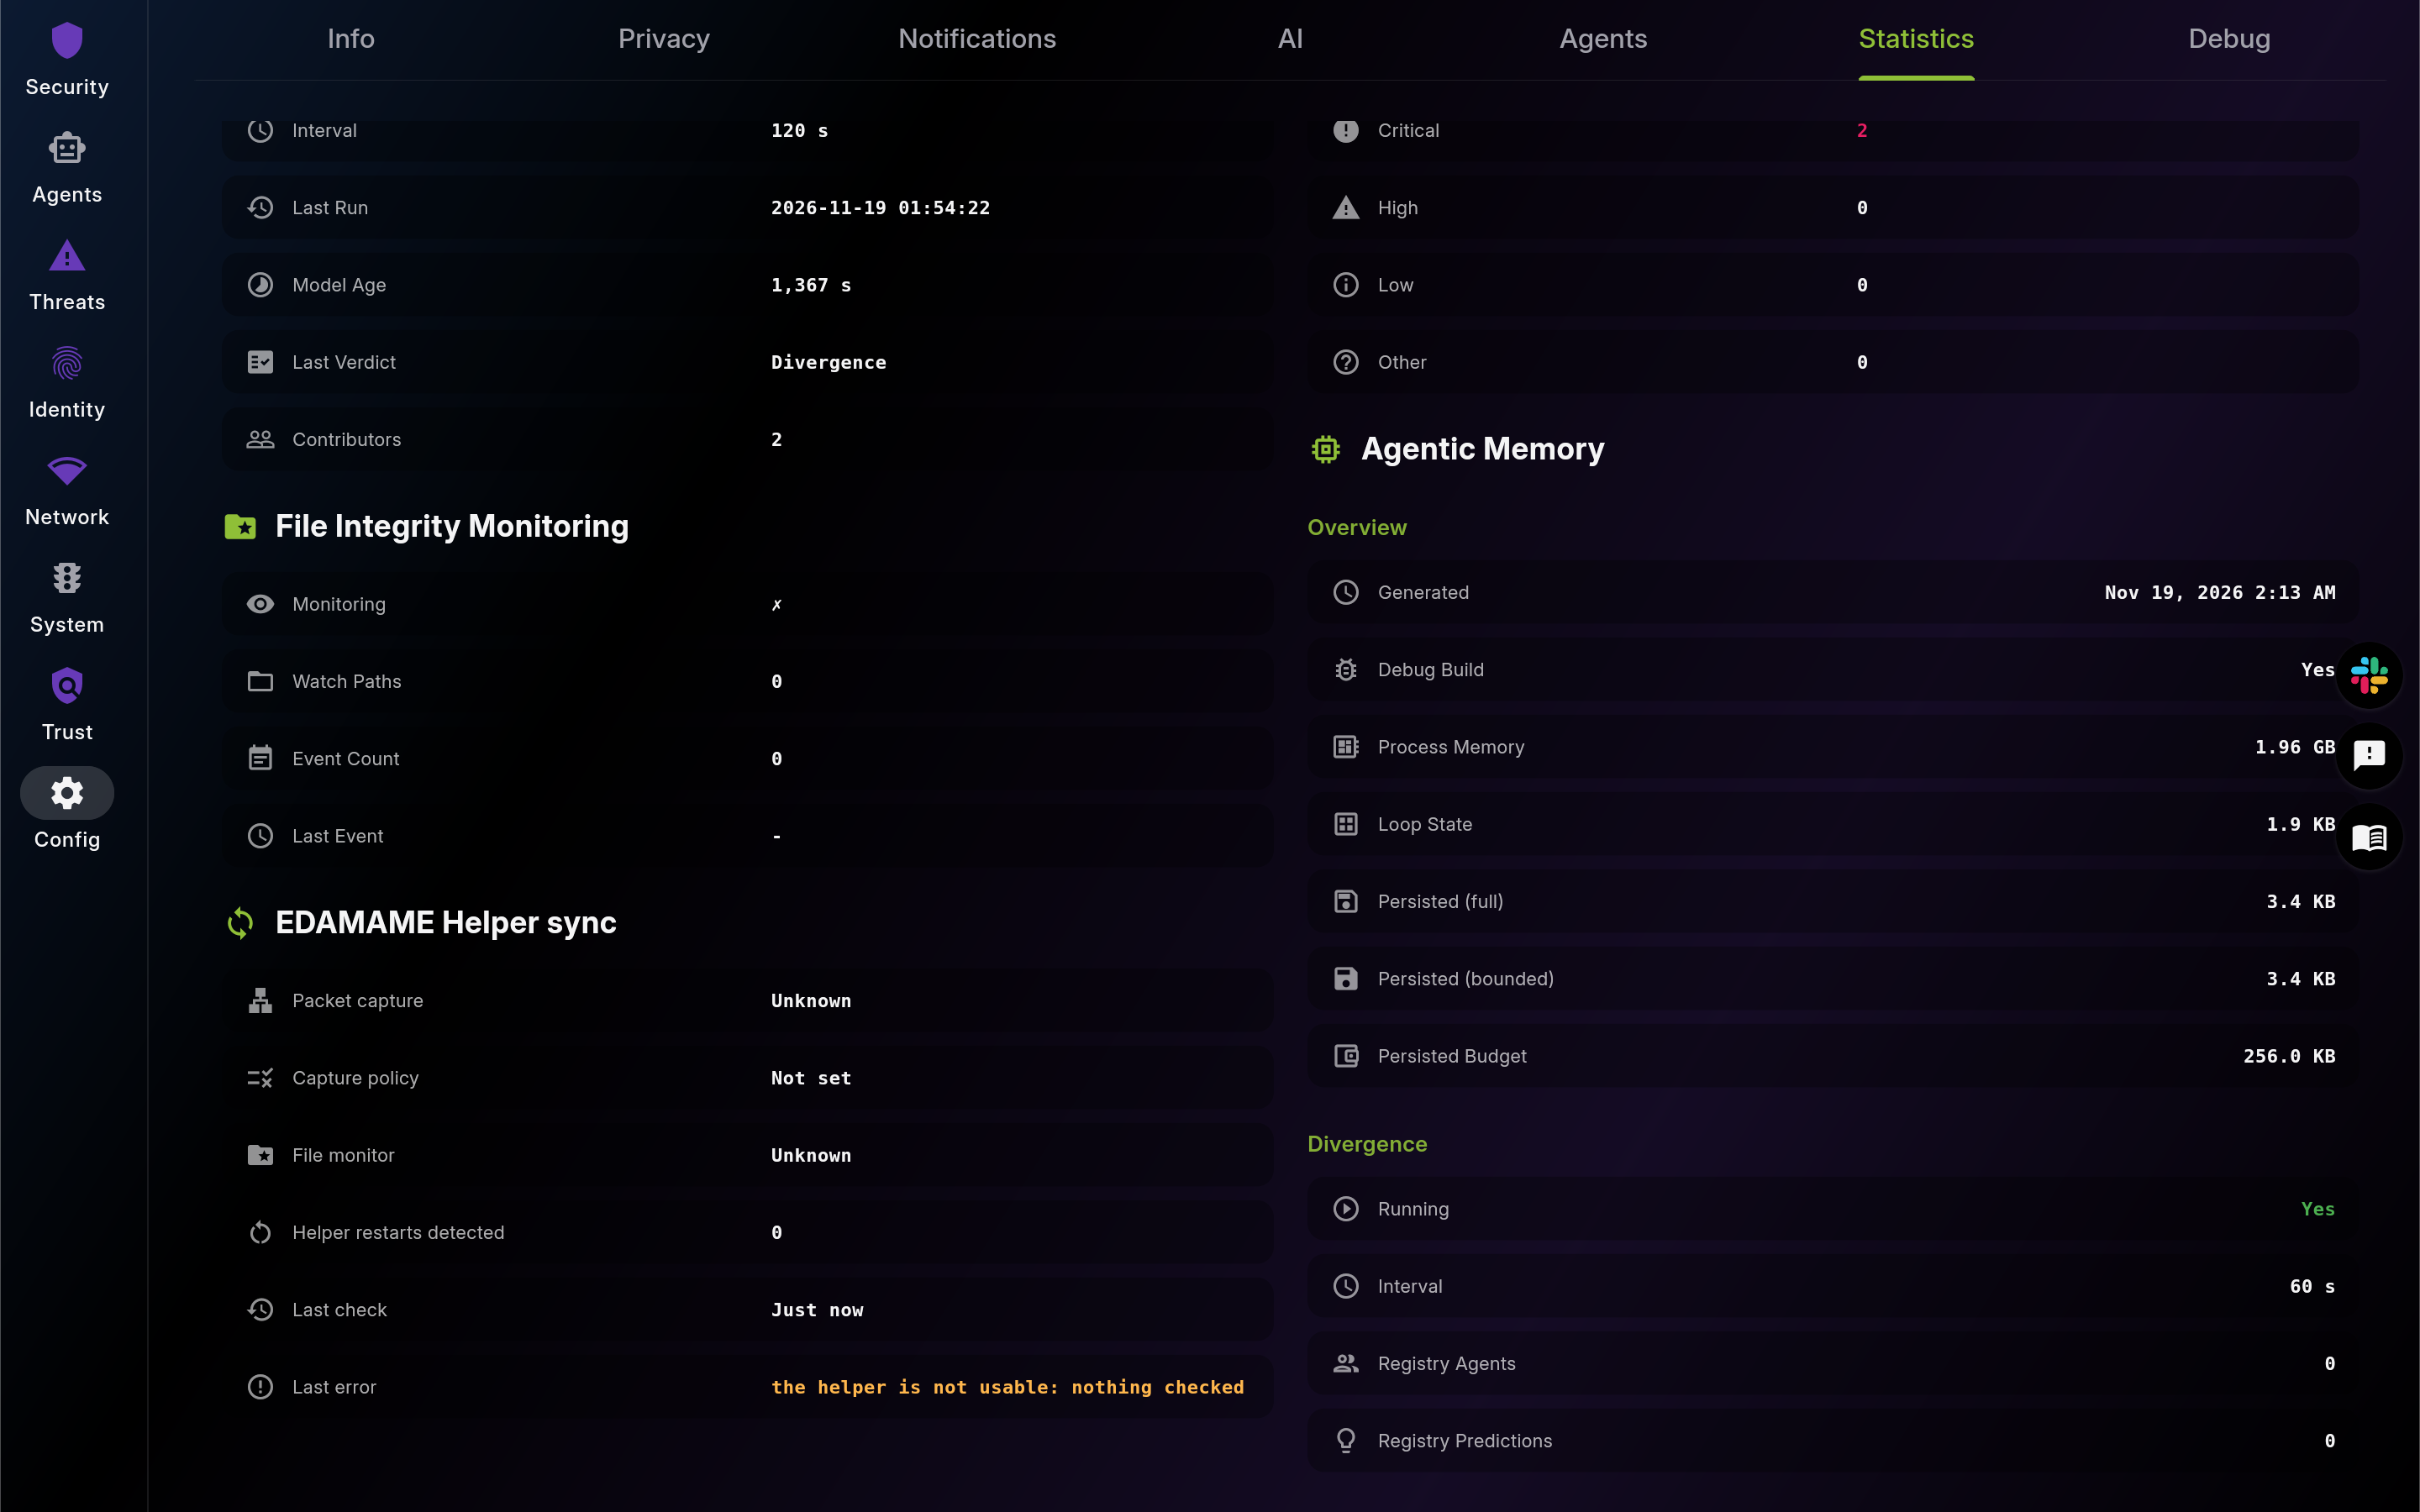 Info Privacy Notifications AI Agents Statistics Debug
Security
Agents
Threats
Identity
Network
System
Trust
Config
Interval 120 s
Last Run 2026-11-19 01:54:22
Model Age 1,367 s
Last Verdict Divergence
Contributors 2
File Integrity Monitoring
Monitoring ✗
Watch Paths 0
Event Count 0
Last Event -
EDAMAME Helper sync
Packet capture Unknown
Capture policy Not set
File monitor Unknown
Helper restarts detected 0
Last check Just now
Last error the helper is not usable: nothing checked
Critical 2
High 0
Low 0
Other 0
Agentic Memory
Overview
Generated Nov 19, 2026 2:13 AM
Debug Build Yes
Process Memory 1.96 GB
Loop State 1.9 KB
Persisted (full) 3.4 KB
Persisted (bounded) 3.4 KB
Persisted Budget 256.0 KB
Divergence
Running Yes
Interval 60 s
Registry Agents 0
Registry Predictions 0